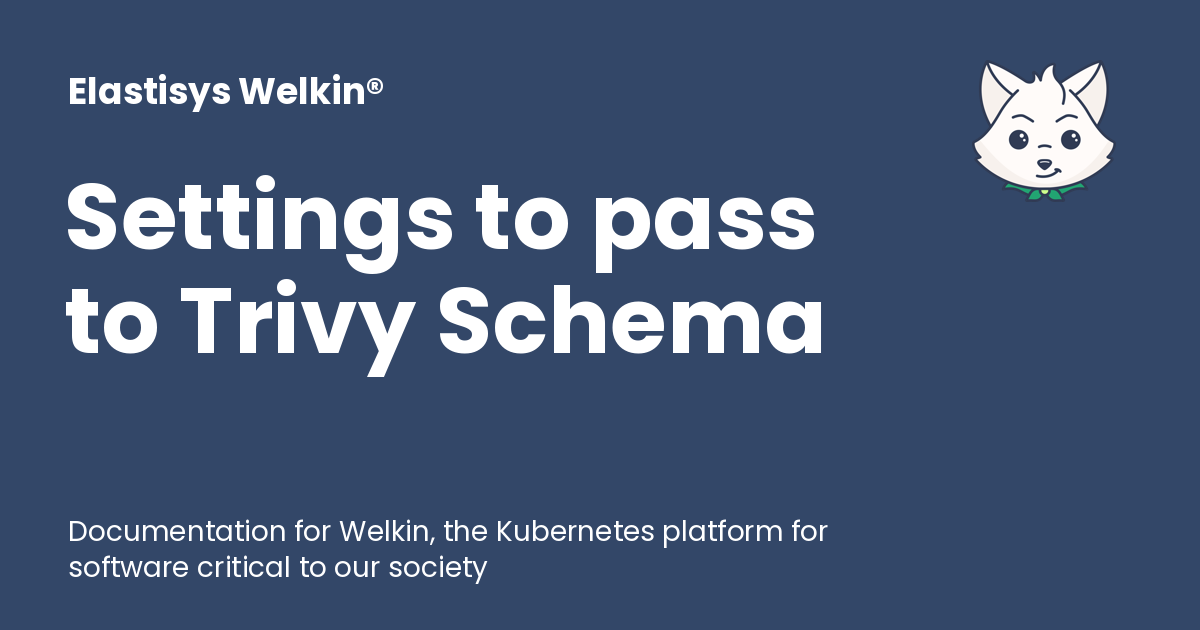 Elastisys Welkin®
Settings to pass
to Trivy Schema
Documentation for Welkin, the Kubernetes platform for
software critical to our society